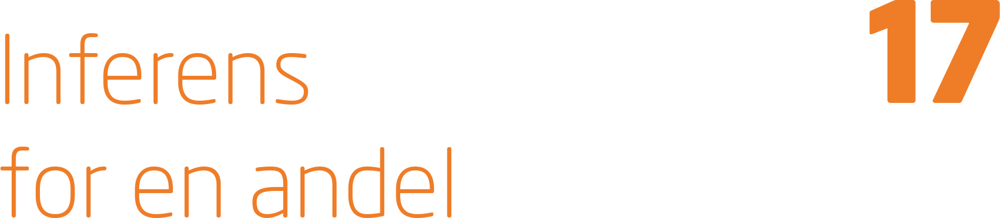 Inferens
for en andel
17